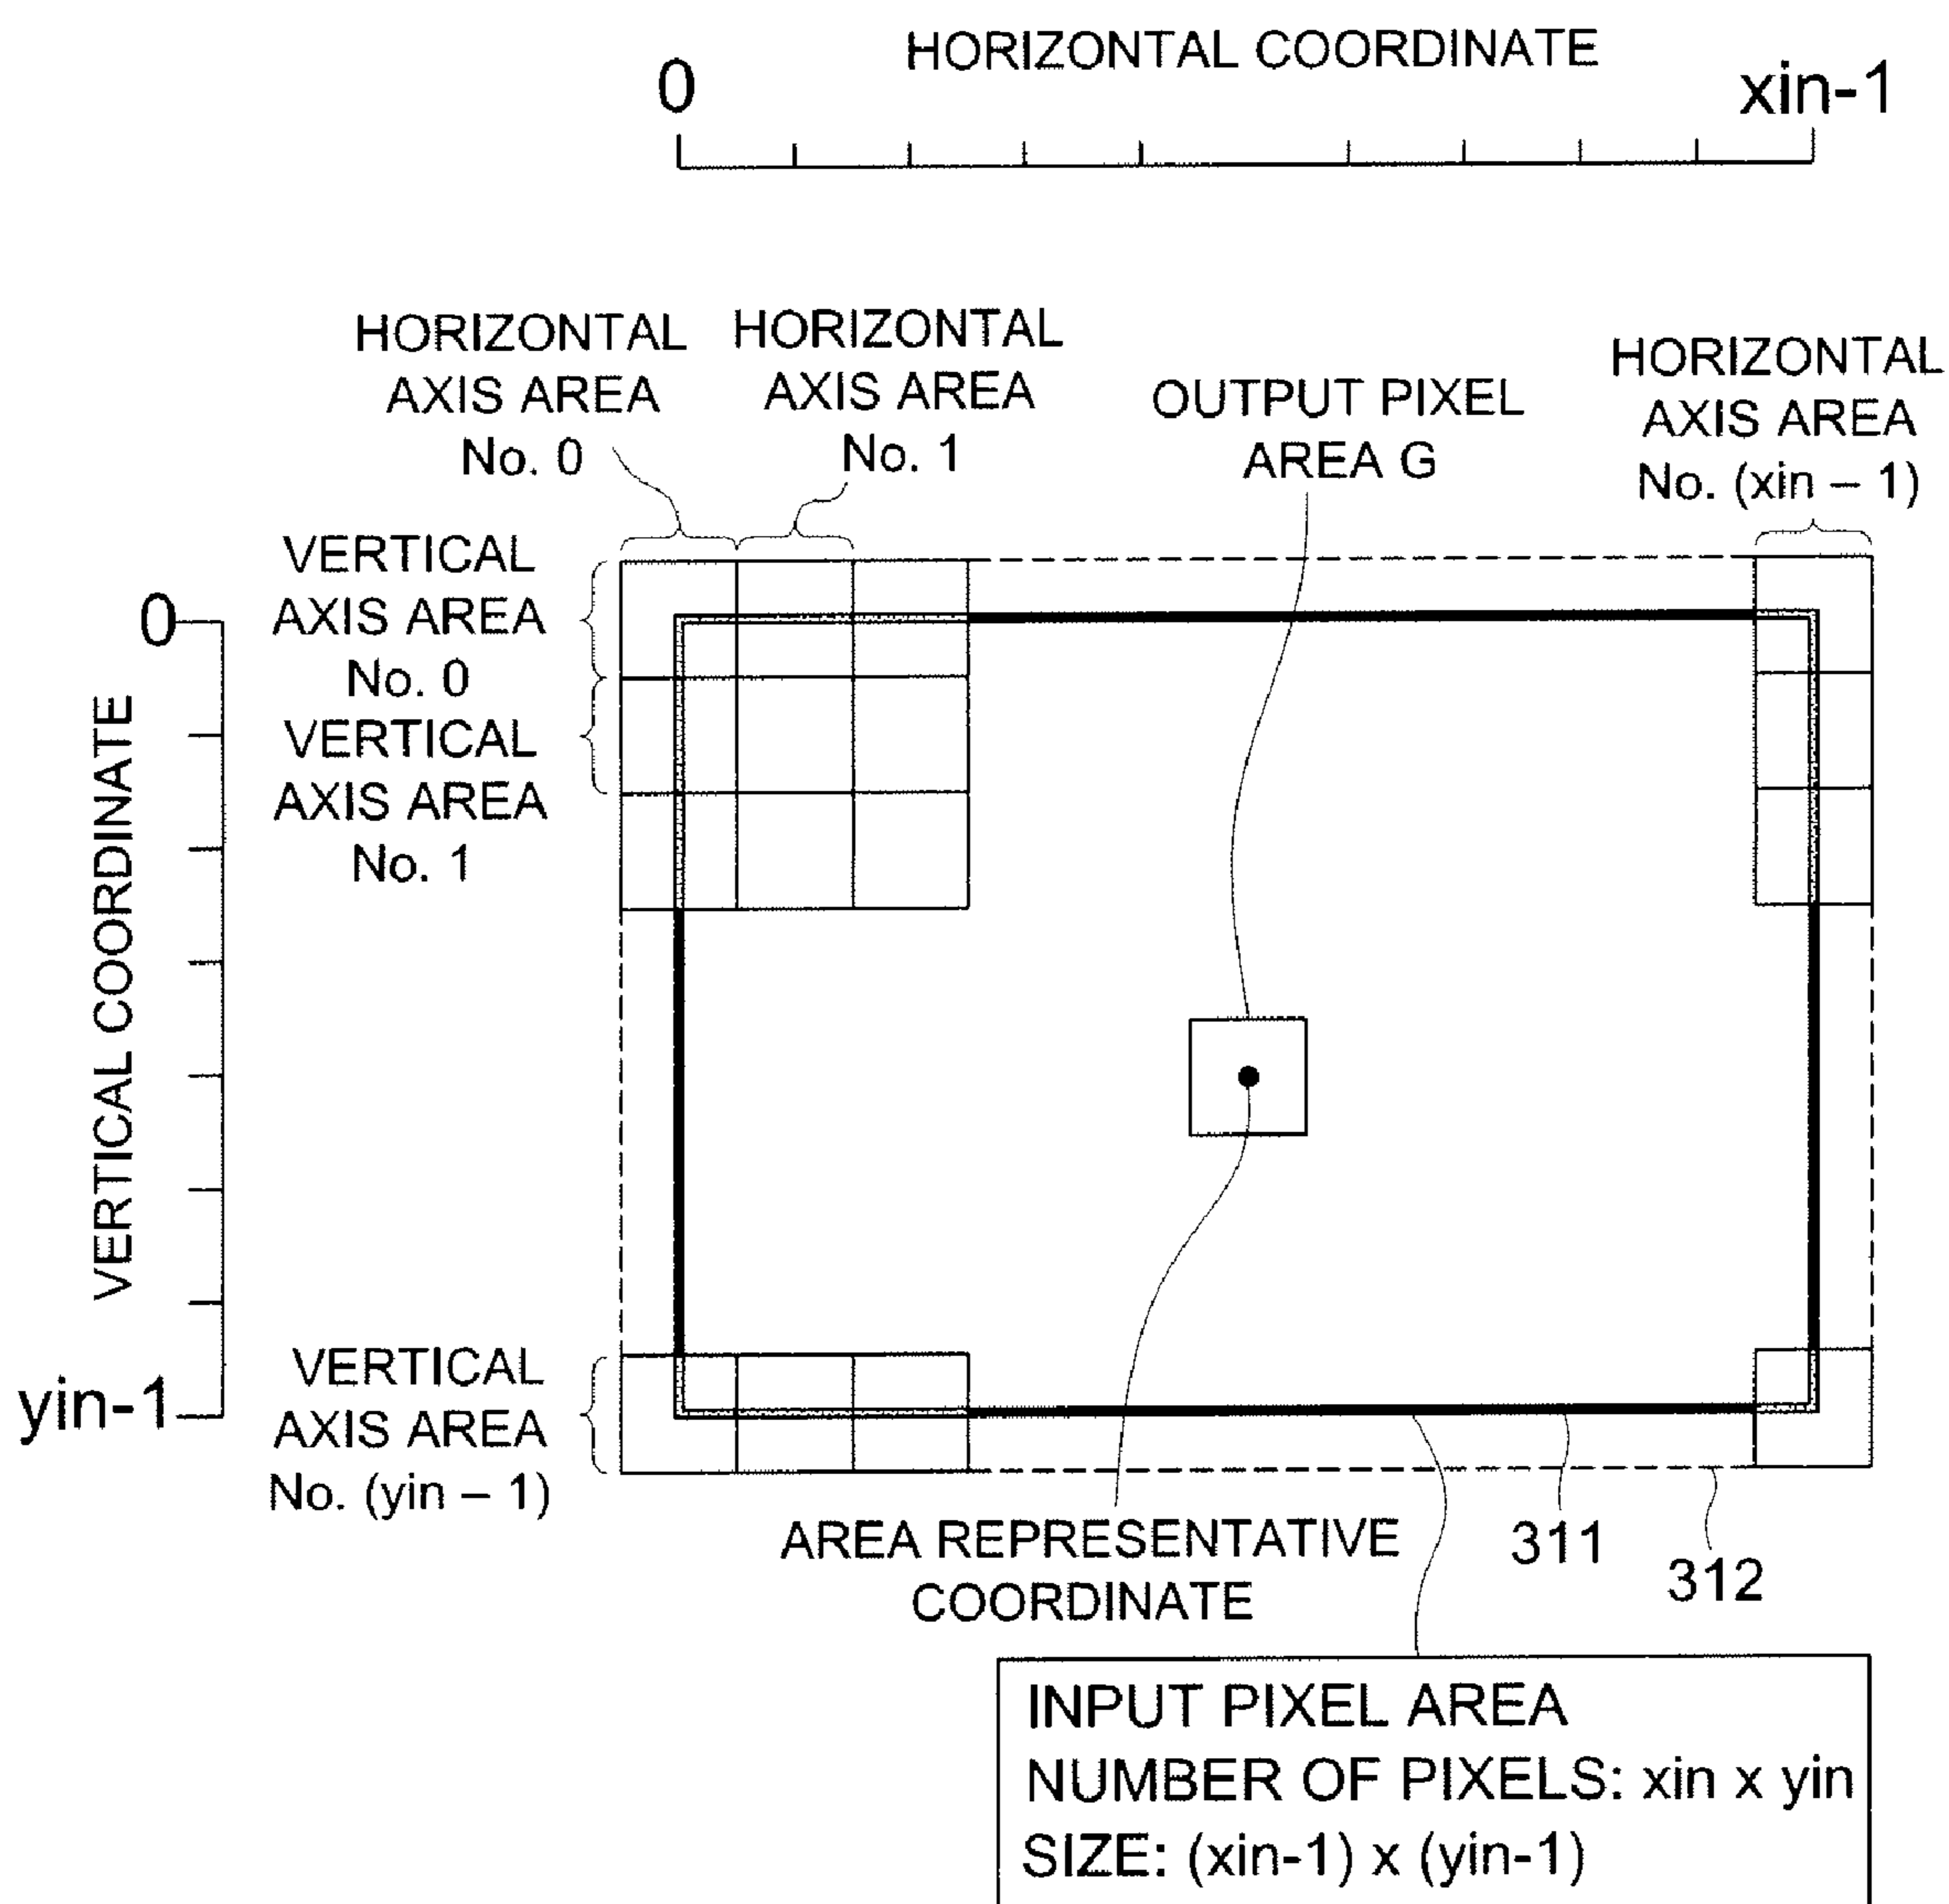 HORIZONTAL COORDINATE
0
xin-1
HORIZONTAL
AXIS AREA
No. 0
HORIZONTAL
AXIS AREA
No. 1
OUTPUT PIXEL
AREA G
HORIZONTAL
AXIS AREA
No. (xin – 1)
VERTICAL COORDINATE
0
yin-1
VERTICAL
AXIS AREA
No. 0
VERTICAL
AXIS AREA
No. 1
VERTICAL
AXIS AREA
No. (yin – 1)
AREA REPRESENTATIVE
COORDINATE
311
312
INPUT PIXEL AREA
NUMBER OF PIXELS: xin x yin
SIZE: (xin-1) x (yin-1)